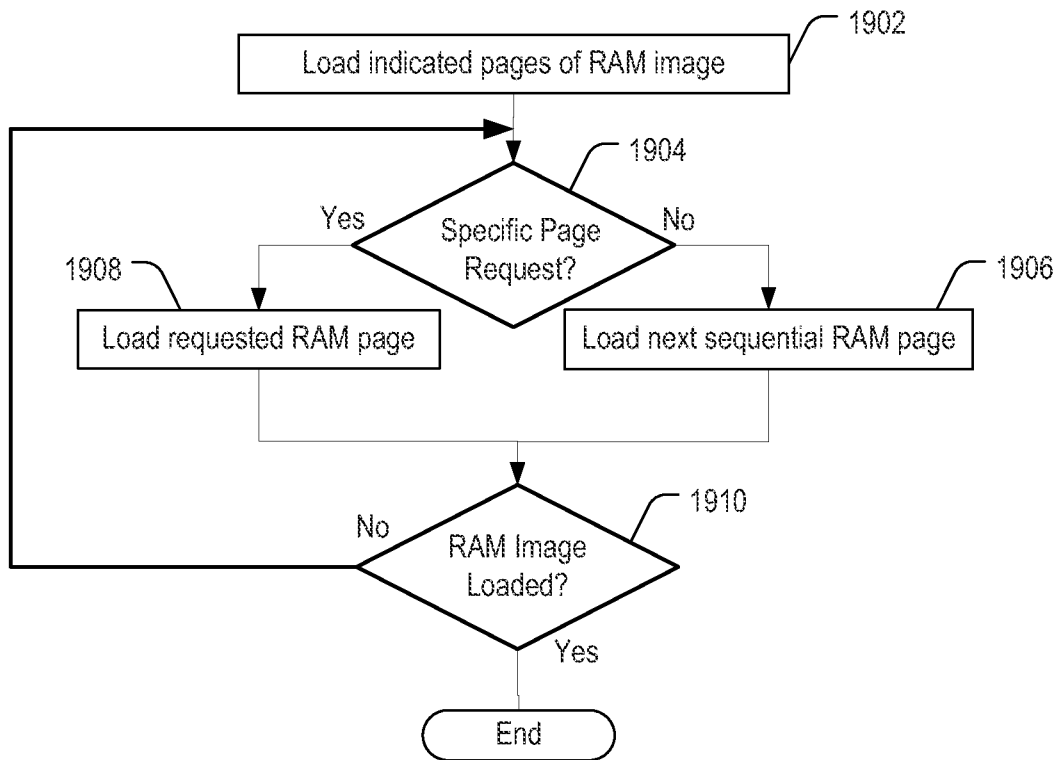 1902
Load indicated pages of RAM image
1904
Yes
No
Specific Page
Request?
1908
1906
Load requested RAM page
Load next sequential RAM page
1910
No
RAM Image
Loaded?
Yes
End